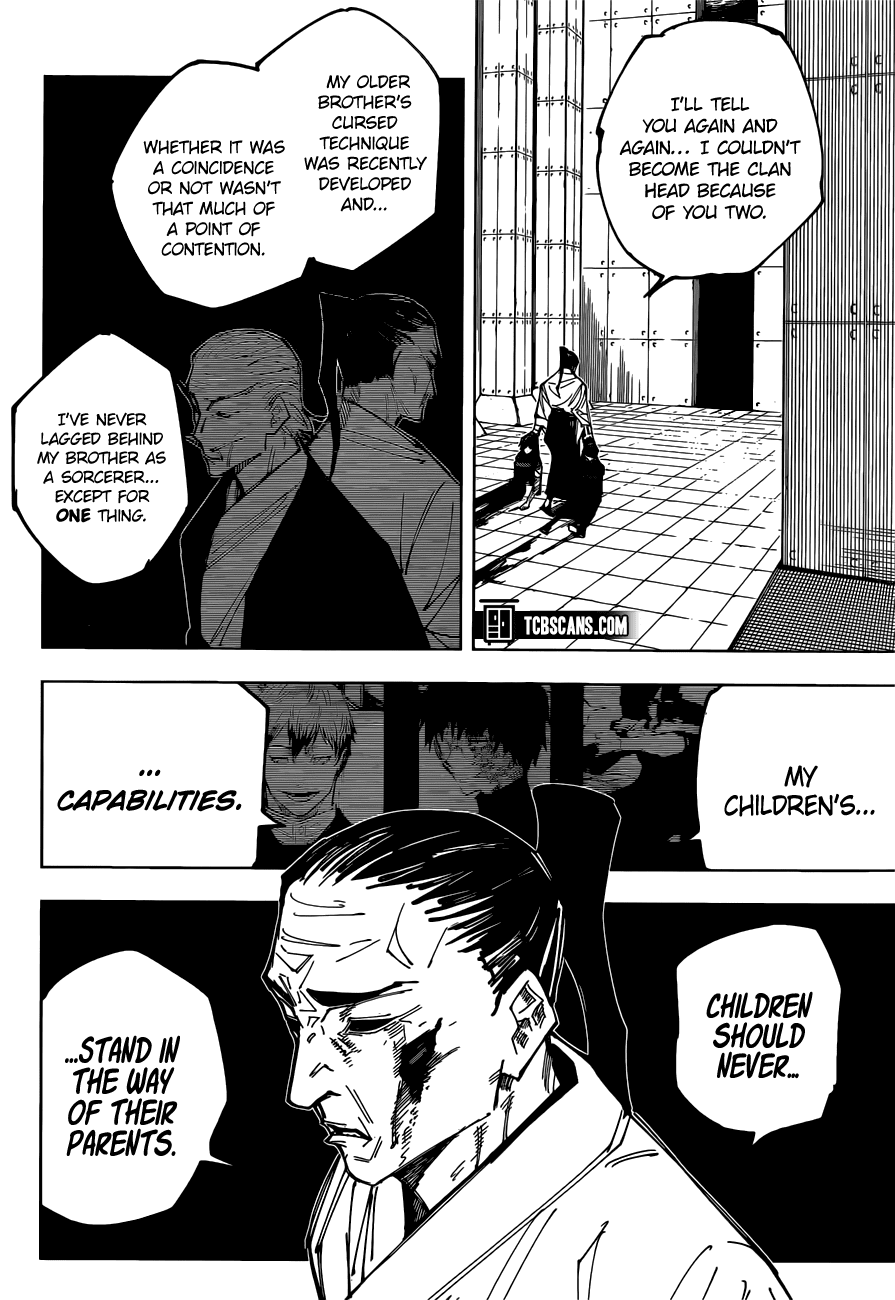 I'LL TELL
YOU AGAIN AND
AGAIN... I COULDN'T
BECOME THE CLAN
HEAD BECAUSE
OF YOU TWO.
MY OLDER
BROTHER'S
CURSED
TECHNIQUE
WAS RECENTLY
DEVELOPED
AND...
WHETHER IT WAS
A COINCIDENCE
OR NOT WASN'T
THAT MUCH OF
A POINT OF
CONTENTION.
I'VE NEVER
LAGGED BEHIND
MY BROTHER AS
A SORCERER...
EXCEPT FOR
ONE THING.
TCBSCANS.COM
MY
CHILDREN'S...
...
CAPABILITIES.
CHILDREN
SHOULD
NEVER...
...STAND IN
THE WAY
OF THEIR
PARENTS.